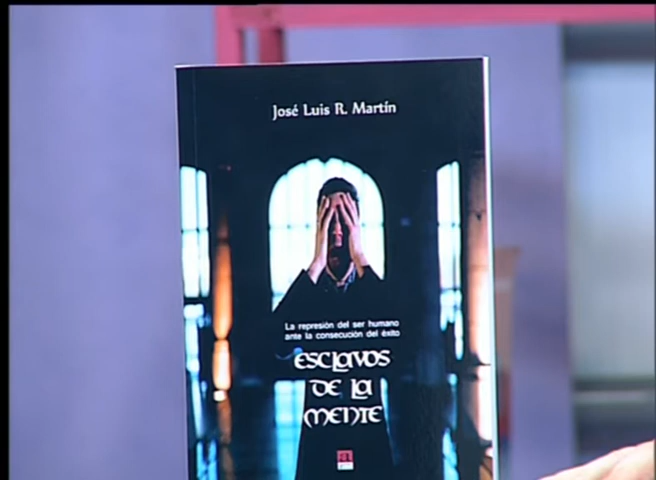 José Luis R. Martín
La represión del ser humano
ante la consecución del éxito
ESCLAVOS
DE LA
MENTE